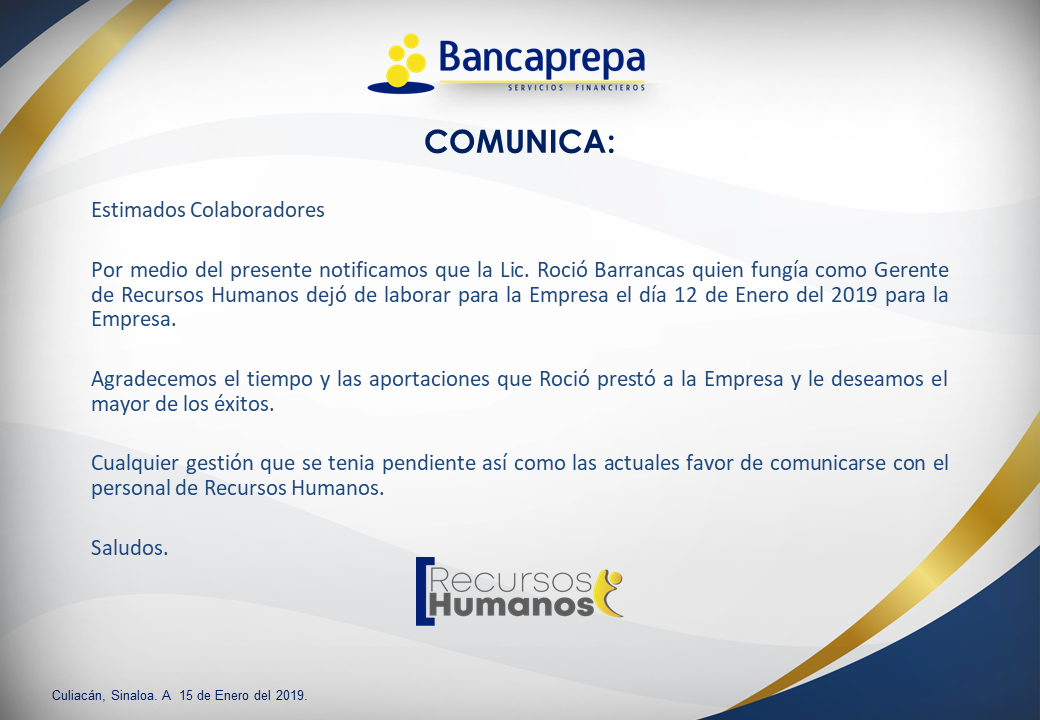 Bancaprepa
SERVICIOS FINANCIEROS
COMUNICA:
Estimados Colaboradores
Por medio del presente notificamos que la Lic. Roció Barrancas quien fungía como Gerente
de Recursos Humanos dejó de laborar para la Empresa el día 12 de Enero del 2019 para la
Empresa.
Agradecemos el tiempo y las aportaciones que Roció prestó a la Empresa y le deseamos el
mayor de los éxitos.
Cualquier gestión que se tenia pendiente así como las actuales favor de comunicarse con el
personal de Recursos Humanos.
Saludos.
Recursos
Humanos
Culiacán, Sinaloa. A 15 de Enero del 2019.